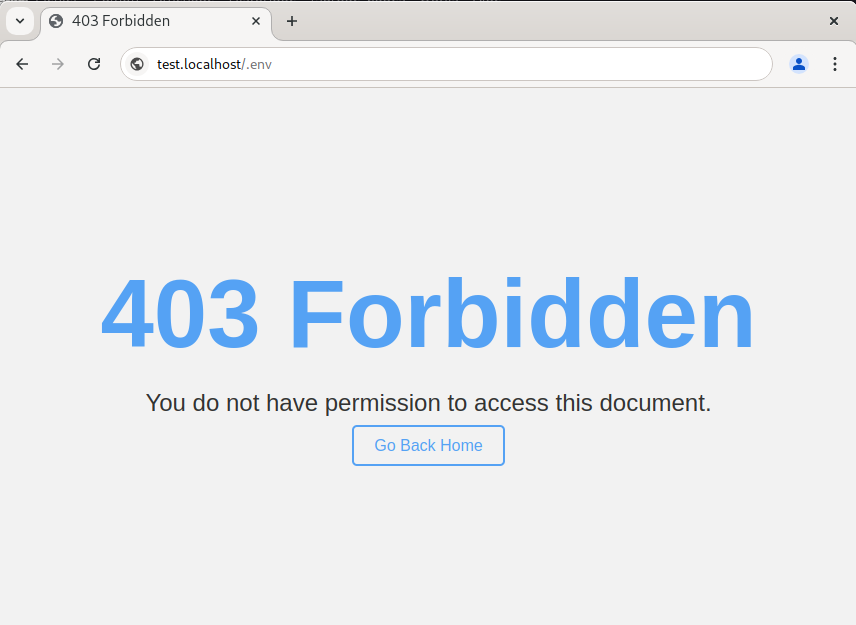 403 Forbidden
test.localhost/.env
403 Forbidden
You do not have permission to access this document.
Go Back Home